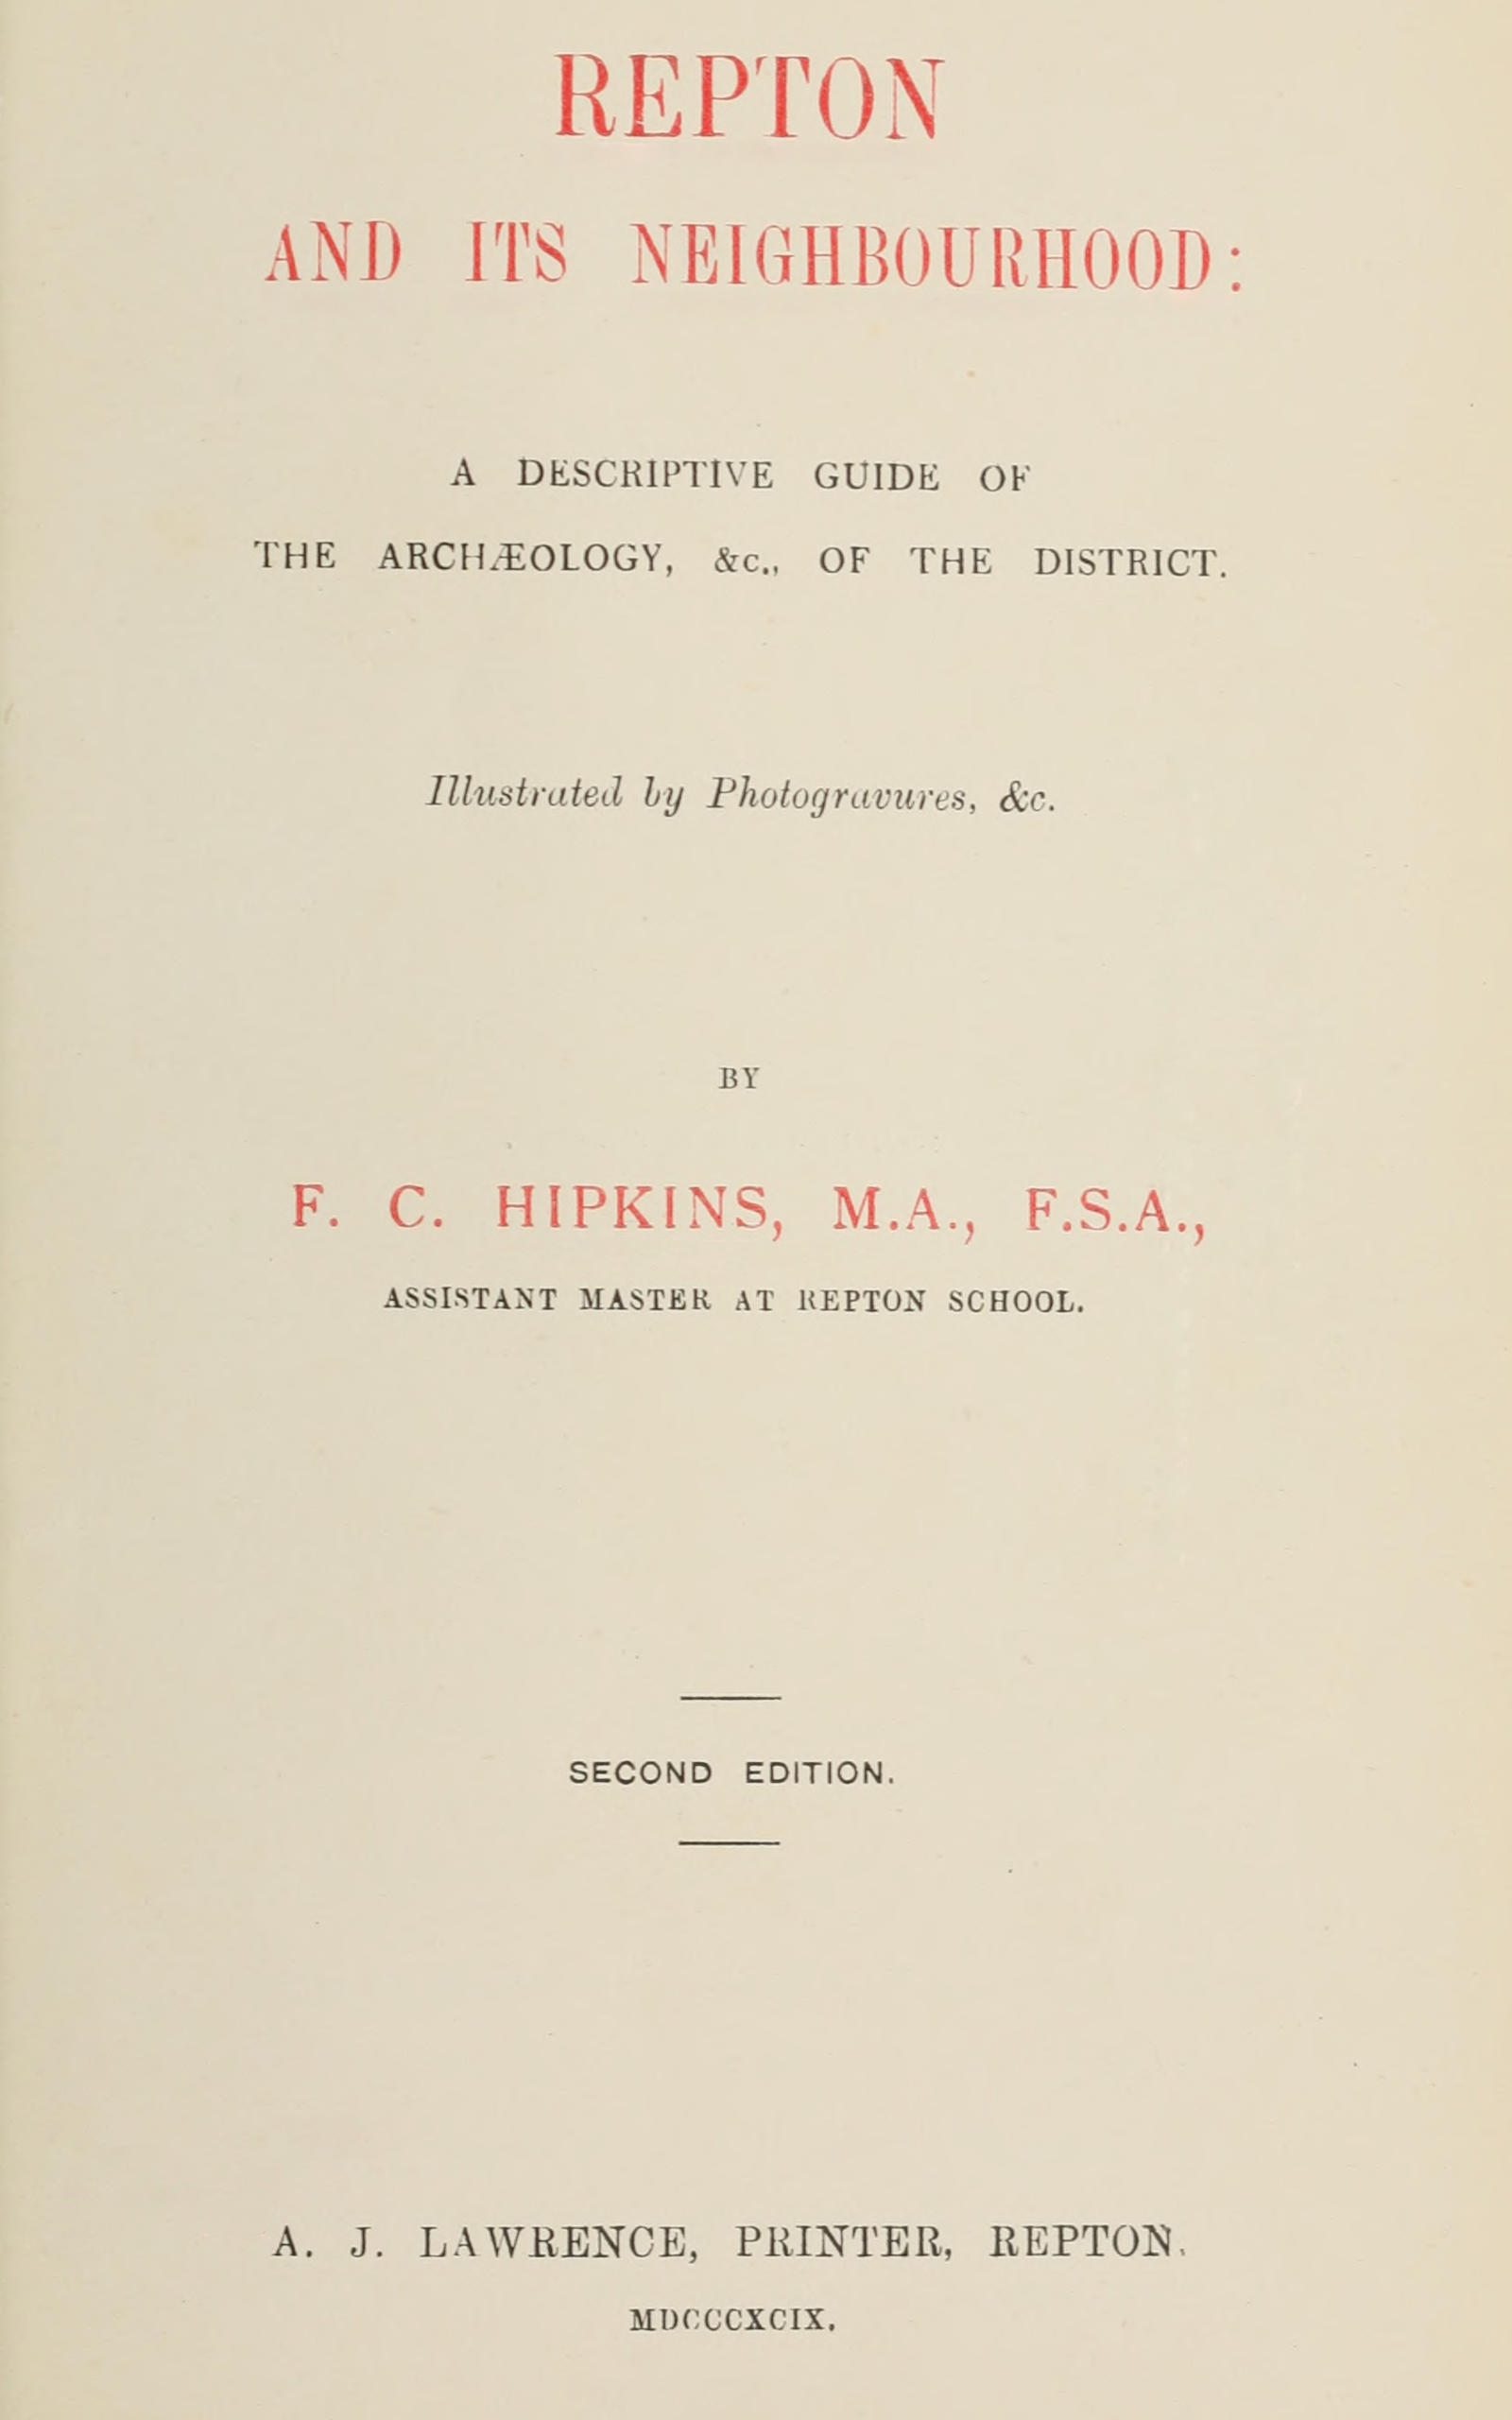 REPTON
AND ITS NEIGHBOURHOOD:
A DESCRIPTIVE GUIDE OF
THE ARCHÆOLOGY, &c., OF THE DISTRICT.
Illustrated by Photogravures, &c.
BY
F. C. HIPKINS, M.A., F.S.A.,
ASSISTANT MASTER AT REPTON SCHOOL.
SECOND EDITION.
A. J. LAWRENCE, PRINTER, REPTON.
MDCCCXCIX.